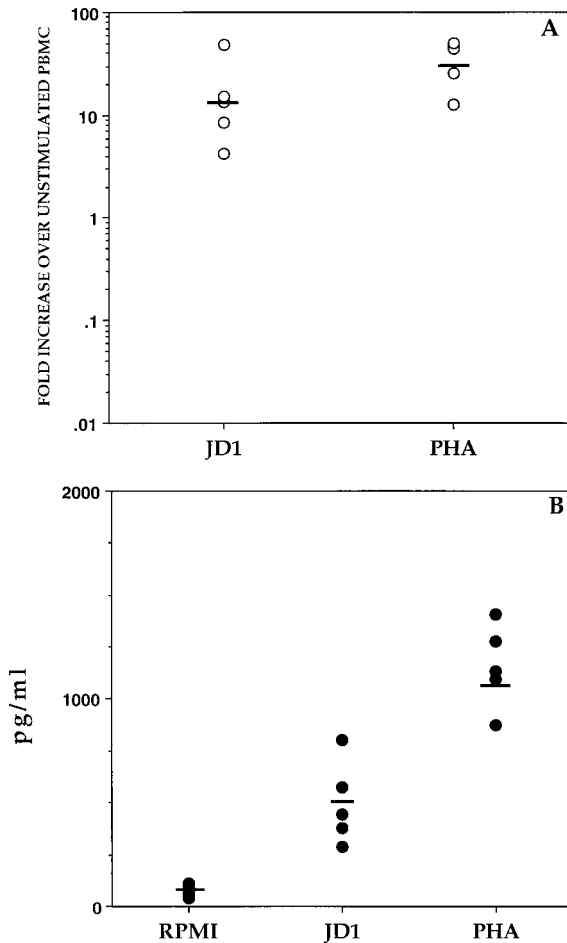 A
FOLD INCREASE OVER UNSTIMULATED PBMC
100
10
1
.1
.01
JD1 PHA
B
pg/ml
2000
1000
0
RPMI JD1 PHA